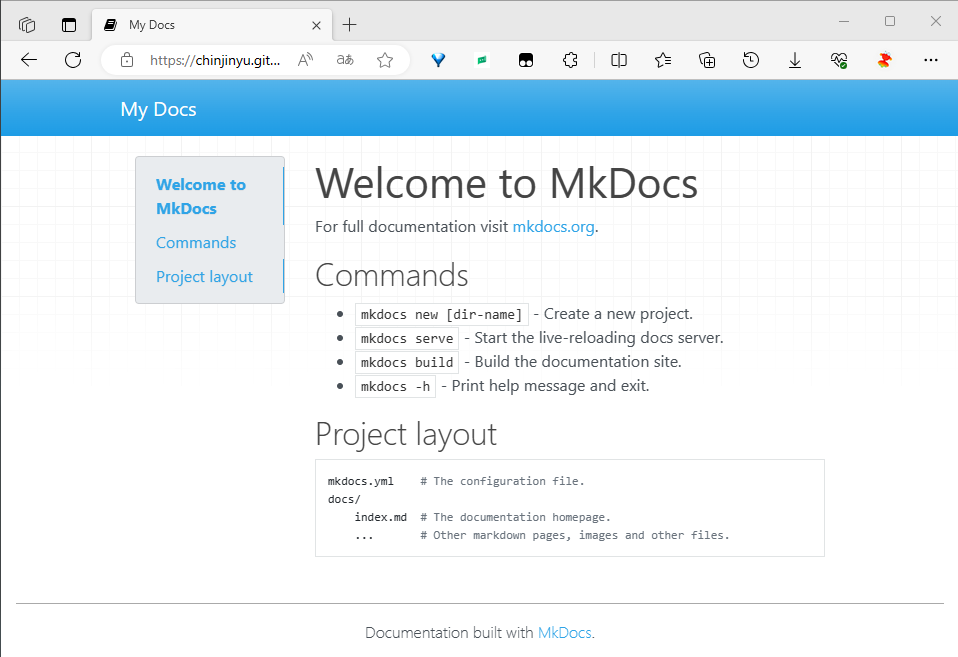 My Docs
https://chinjinyu.git...
My Docs
Welcome to
MkDocs
Commands
Project layout
Welcome to MkDocs
For full documentation visit mkdocs.org.
Commands
mkdocs new [dir-name] - Create a new project.
mkdocs serve - Start the live-reloading docs server.
mkdocs build - Build the documentation site.
mkdocs -h - Print help message and exit.
Project layout
mkdocs.yml    # The configuration file.
docs/
    index.md  # The documentation homepage.
    ...       # Other markdown pages, images and other files.
Documentation built with MkDocs.